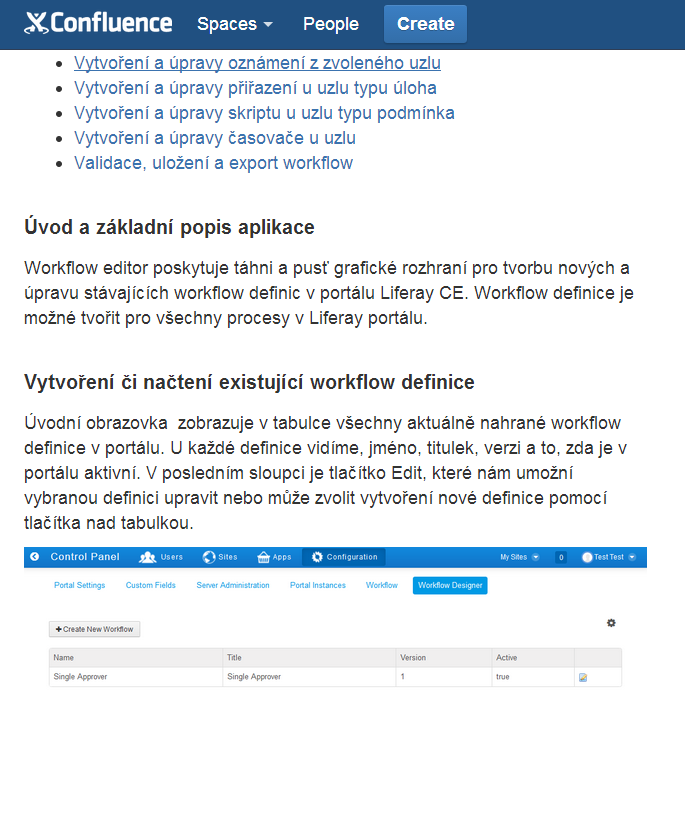 Confluence Spaces People Create
Vytvoření a úpravy oznámení z zvoleného uzlu
Vytvoření a úpravy přiřazení u uzlu typu úloha
Vytvoření a úpravy skriptu u uzlu typu podmínka
Vytvoření a úpravy časovače u uzlu
Validace, uložení a export workflow
Úvod a základní popis aplikace
Workflow editor poskytuje táhni a pusť grafické rozhraní pro tvorbu nových a
úpravu stávajících workflow definic v portálu Liferay CE. Workflow definice je
možné tvořit pro všechny procesy v Liferay portálu.
Vytvoření či načtení existující workflow definice
Úvodní obrazovka  zobrazuje v tabulce všechny aktuálně nahrané workflow
definice v portálu. U každé definice vidíme, jméno, titulek, verzi a to, zda je v
portálu aktivní. V posledním sloupci je tlačítko Edit, které nám umožní
vybranou definici upravit nebo může zvolit vytvoření nové definice pomocí
tlačítka nad tabulkou.
Control Panel Users Sites Apps Configuration My Sites 0 Test Test
Portal Settings Custom Fields Server Administration Portal Instances Workflow Workflow Designer
+ Create New Workflow
Name Title Version Active
Single Approver Single Approver 1 true